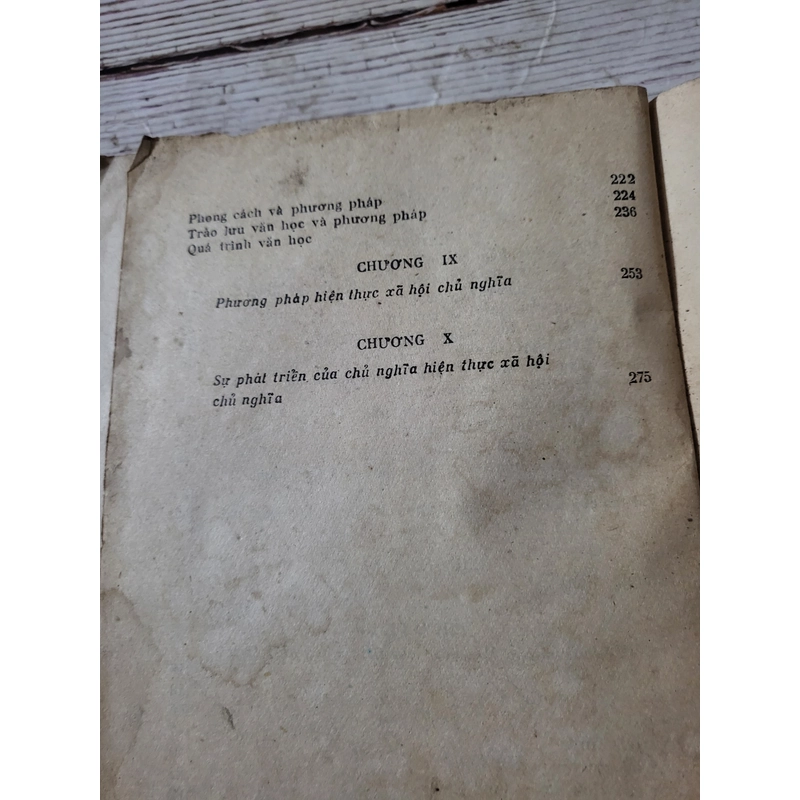 Phong cách và phương pháp 222
Trào lưu văn học và phương pháp 224
Quá trình văn học 236
CHƯƠNG IX
Phương pháp hiện thực xã hội chủ nghĩa 253
CHƯƠNG X
Sự phát triển của chủ nghĩa hiện thực xã hội
chủ nghĩa 275